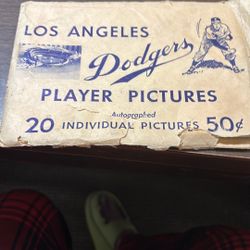 LOS ANGELES
Dodgers
PLAYER PICTURES
Autographed
20 INDIVIDUAL PICTURES 50¢